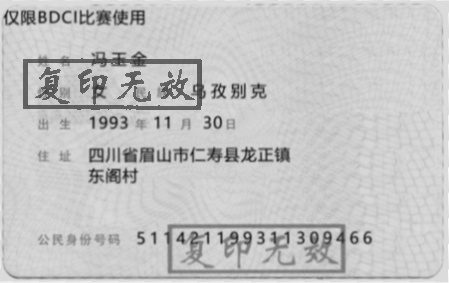 仅限BDCI比赛使用
姓名 冯玉金
复印无效
别 女 民 乌孜别克
出生 1993 年 11 月 30 日
住址 四川省眉山市仁寿县龙正镇
东阁村
公民身份号码 511421199311309466
复印无效